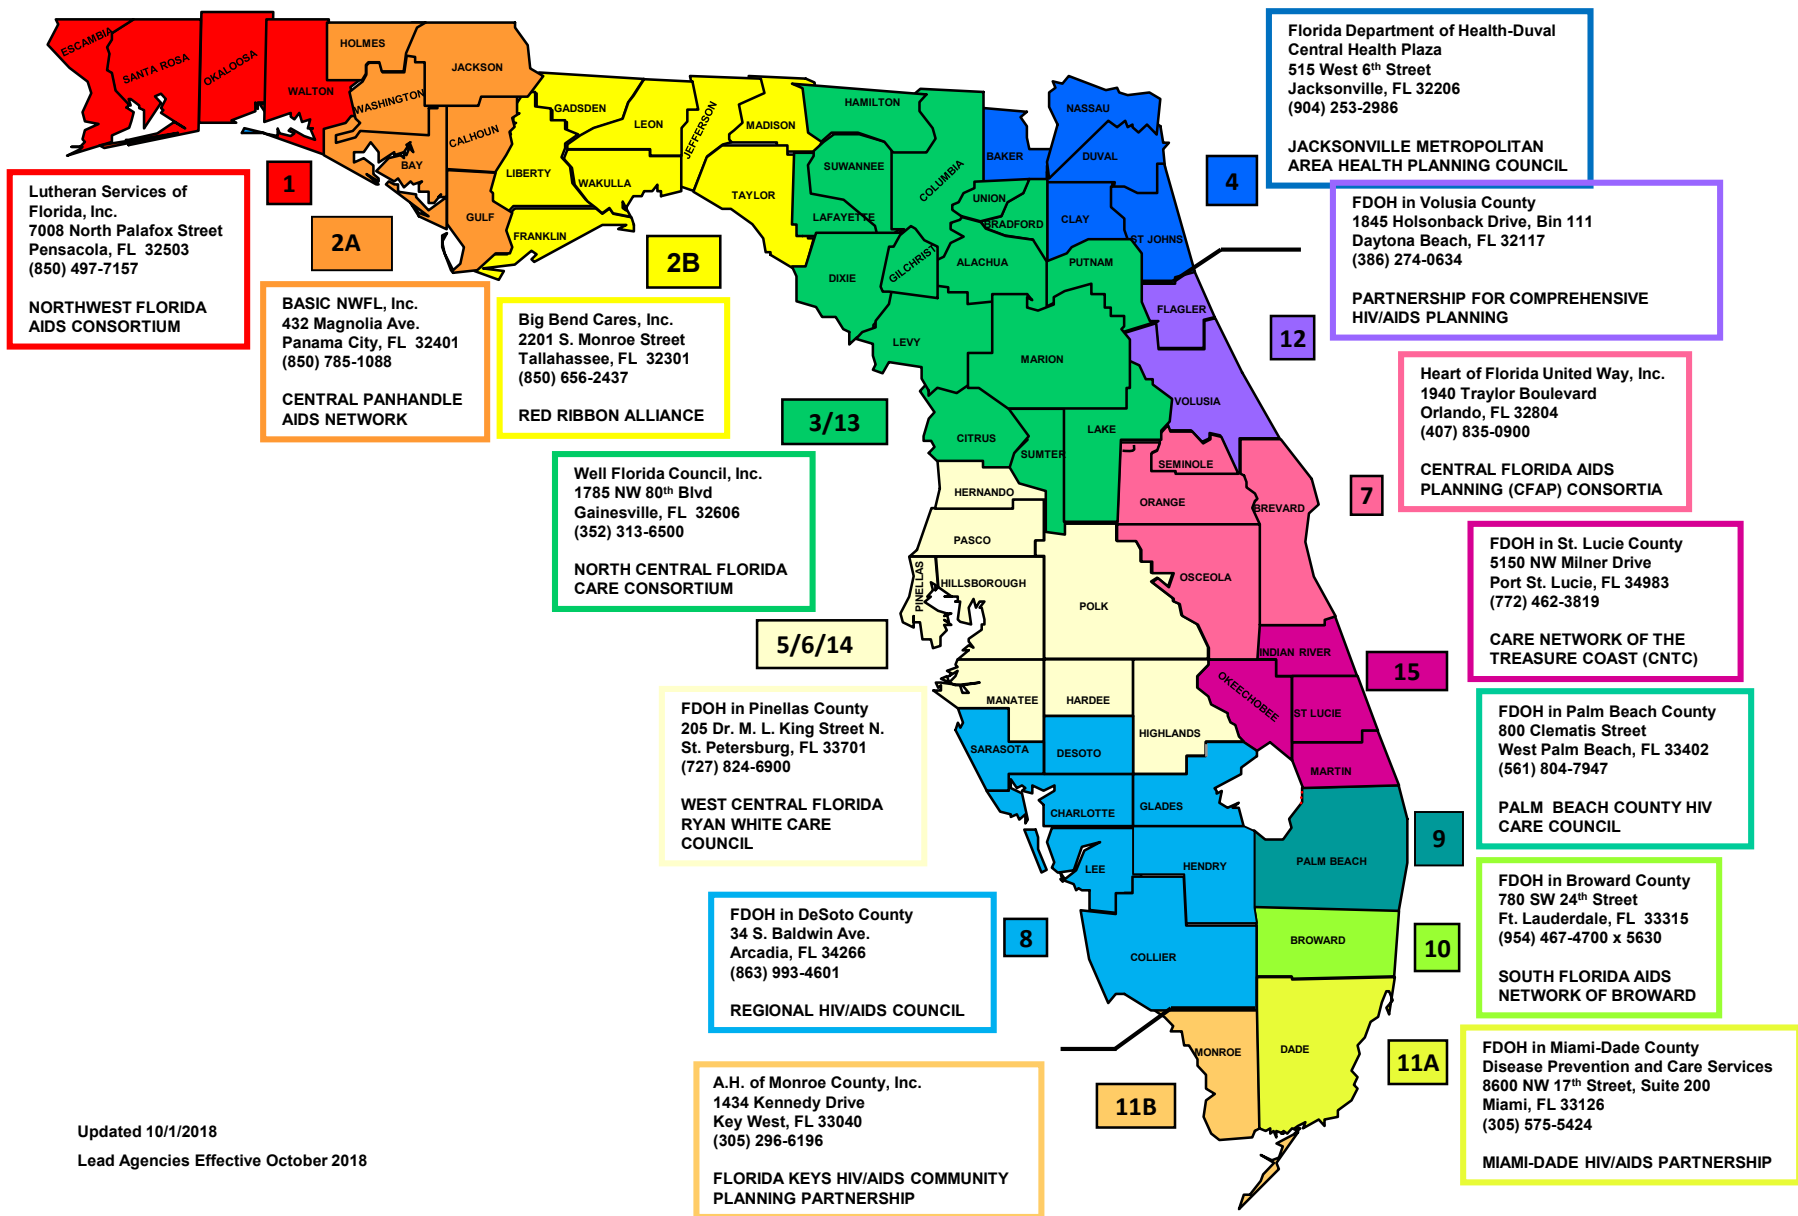 ESCAMBIA
SANTA ROSA
OKALOOSA
WALTON
HOLMES
JACKSON
WASHINGTON
CALHOUN
BAY
GULF
GADSDEN
LEON
JEFFERSON
MADISON
LIBERTY
WAKULLA
TAYLOR
FRANKLIN
HAMILTON
SUWANNEE
COLUMBIA
LAFAYETTE
UNION
BRADFORD
DIXIE
GILCHRIST
ALACHUA
PUTNAM
LEVY
MARION
CITRUS
SUMTER
LAKE
BAKER
NASSAU
DUVAL
CLAY
ST JOHNS
FLAGLER
VOLUSIA
SEMINOLE
ORANGE
BREVARD
OSCEOLA
HERNANDO
PASCO
PINELLAS
HILLSBOROUGH
POLK
MANATEE
HARDEE
HIGHLANDS
INDIAN RIVER
OKEECHOBEE
ST LUCIE
MARTIN
SARASOTA
DESOTO
CHARLOTTE
GLADES
LEE
HENDRY
COLLIER
PALM BEACH
BROWARD
MONROE
DADE
1
Lutheran Services of
Florida, Inc.
7008 North Palafox Street
Pensacola, FL 32503
(850) 497-7157
NORTHWEST FLORIDA
AIDS CONSORTIUM
2A
BASIC NWFL, Inc.
432 Magnolia Ave.
Panama City, FL 32401
(850) 785-1088
CENTRAL PANHANDLE
AIDS NETWORK
2B
Big Bend Cares, Inc.
2201 S. Monroe Street
Tallahassee, FL 32301
(850) 656-2437
RED RIBBON ALLIANCE
3/13
Well Florida Council, Inc.
1785 NW 80th Blvd
Gainesville, FL 32606
(352) 313-6500
NORTH CENTRAL FLORIDA
CARE CONSORTIUM
4
Florida Department of Health-Duval
Central Health Plaza
515 West 6th Street
Jacksonville, FL 32206
(904) 253-2986
JACKSONVILLE METROPOLITAN
AREA HEALTH PLANNING COUNCIL
12
FDOH in Volusia County
1845 Holsonback Drive, Bin 111
Daytona Beach, FL 32117
(386) 274-0634
PARTNERSHIP FOR COMPREHENSIVE
HIV/AIDS PLANNING
7
Heart of Florida United Way, Inc.
1940 Traylor Boulevard
Orlando, FL 32804
(407) 835-0900
CENTRAL FLORIDA AIDS
PLANNING (CFAP) CONSORTIA
5/6/14
FDOH in Pinellas County
205 Dr. M. L. King Street N.
St. Petersburg, FL 33701
(727) 824-6900
WEST CENTRAL FLORIDA
RYAN WHITE CARE
COUNCIL
15
FDOH in St. Lucie County
5150 NW Milner Drive
Port St. Lucie, FL 34983
(772) 462-3819
CARE NETWORK OF THE
TREASURE COAST (CNTC)
9
FDOH in Palm Beach County
800 Clematis Street
West Palm Beach, FL 33402
(561) 804-7947
PALM BEACH COUNTY HIV
CARE COUNCIL
8
FDOH in DeSoto County
34 S. Baldwin Ave.
Arcadia, FL 34266
(863) 993-4601
REGIONAL HIV/AIDS COUNCIL
10
FDOH in Broward County
780 SW 24th Street
Ft. Lauderdale, FL 33315
(954) 467-4700 x 5630
SOUTH FLORIDA AIDS
NETWORK OF BROWARD
11A
FDOH in Miami-Dade County
Disease Prevention and Care Services
8600 NW 17th Street, Suite 200
Miami, FL 33126
(305) 575-5424
MIAMI-DADE HIV/AIDS PARTNERSHIP
11B
A.H. of Monroe County, Inc.
1434 Kennedy Drive
Key West, FL 33040
(305) 296-6196
FLORIDA KEYS HIV/AIDS COMMUNITY
PLANNING PARTNERSHIP
Updated 10/1/2018
Lead Agencies Effective October 2018